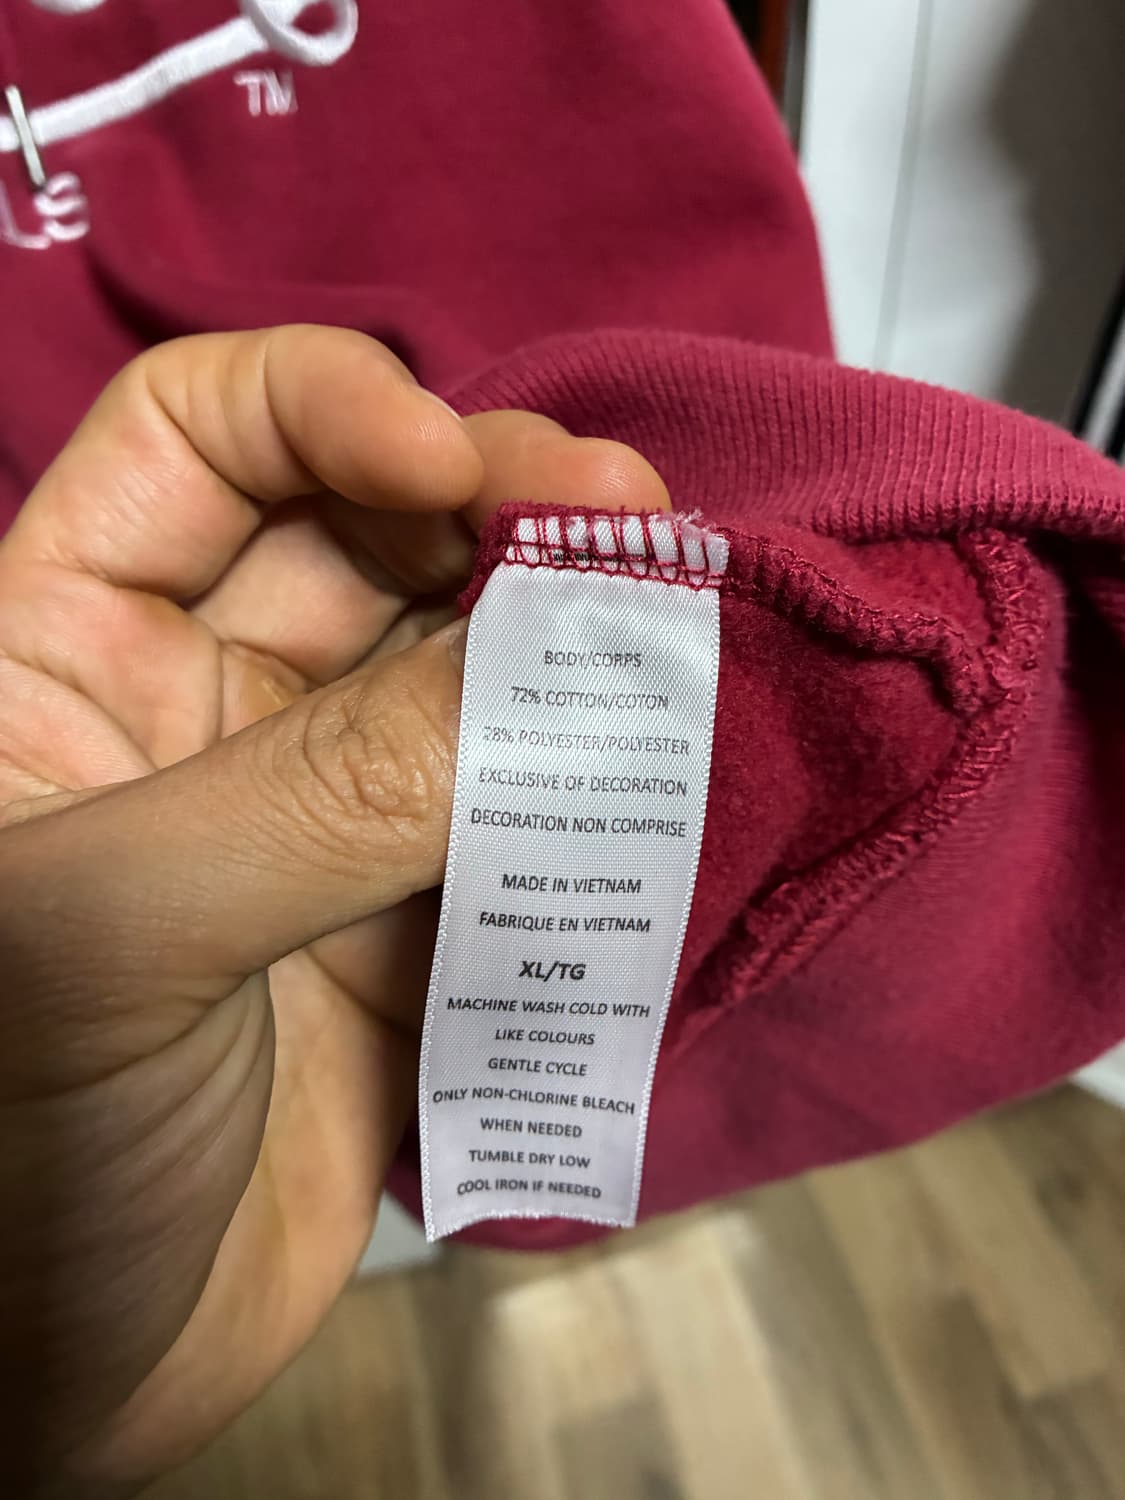 TM
LS
BODY/CORPS
72% COTTON/COTON
28% POLYESTER/POLYESTER
EXCLUSIVE OF DECORATION
DECORATION NON COMPRISE
MADE IN VIETNAM
FABRIQUE EN VIETNAM
XL/TG
MACHINE WASH COLD WITH
LIKE COLOURS
GENTLE CYCLE
ONLY NON-CHLORINE BLEACH
WHEN NEEDED
TUMBLE DRY LOW
COOL IRON IF NEEDED